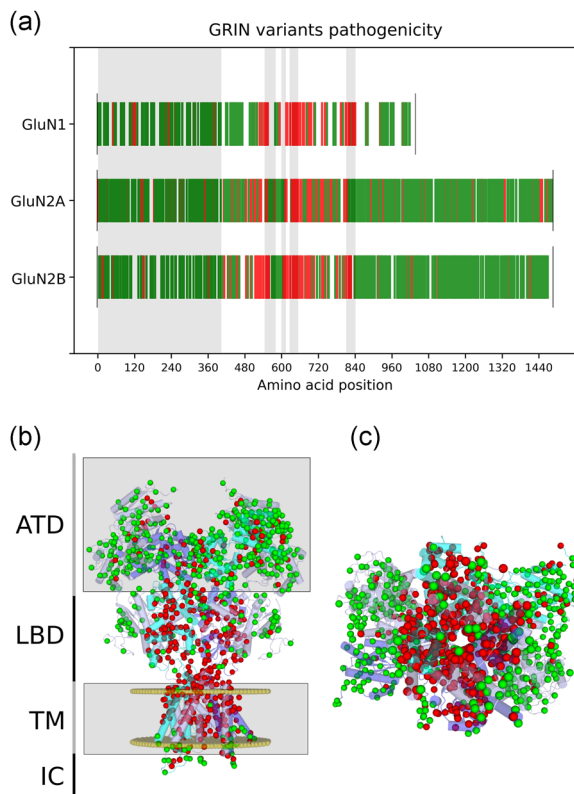 (a)
GRIN variants pathogenicity
GluN1
GluN2A
GluN2B
0 120 240 360 480 600 720 840 960 1080 1200 1320 1440
Amino acid position
(b)
(c)
ATD
LBD
TM
IC